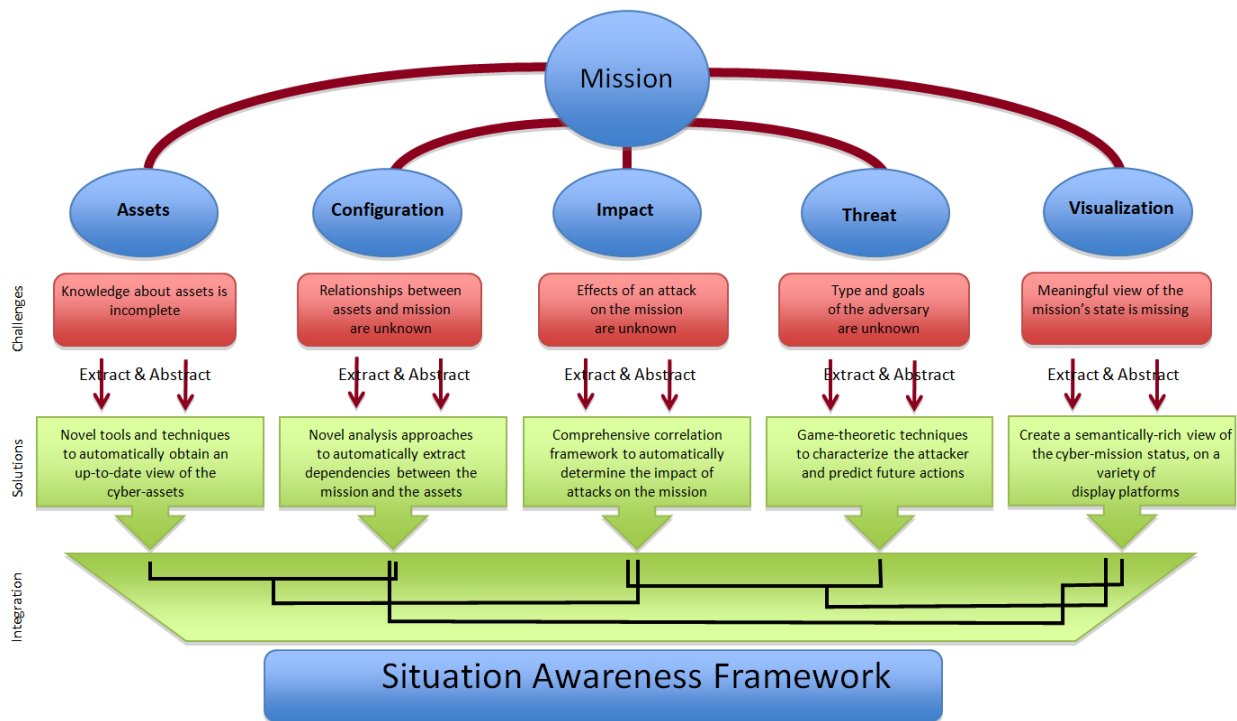 Mission
Assets
Configuration
Impact
Threat
Visualization
Challenges
Knowledge about assets is
incomplete
Relationships between
assets and mission
are unknown
Effects of an attack
on the mission
are unknown
Type and goals
of the adversary
are unknown
Meaningful view of the
mission's state is missing
Extract & Abstract
Extract & Abstract
Extract & Abstract
Extract & Abstract
Extract & Abstract
Solutions
Novel tools and techniques
to automatically obtain an
up-to-date view of the
cyber-assets
Novel analysis approaches
to automatically extract
dependencies between the
mission and the assets
Comprehensive correlation
framework to automatically
determine the impact of
attacks on the mission
Game-theoretic techniques
to characterize the attacker
and predict future actions
Create a semantically-rich view of
the cyber-mission status, on a
variety of
display platforms
Integration
Situation Awareness Framework